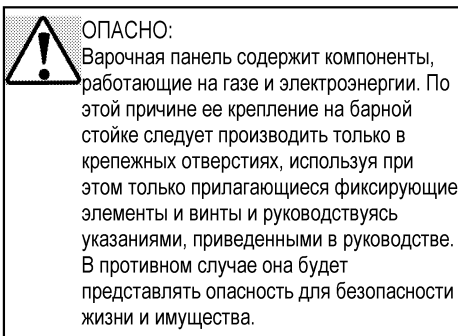 ОПАСНО:
Варочная панель содержит компоненты,
работающие на газе и электроэнергии. По
этой причине ее крепление на барной
стойке следует производить только в
крепежных отверстиях, используя при
этом только прилагающиеся фиксирующие
элементы и винты и руководствуясь
указаниями, приведенными в руководстве.
В противном случае она будет
представлять опасность для безопасности
жизни и имущества.